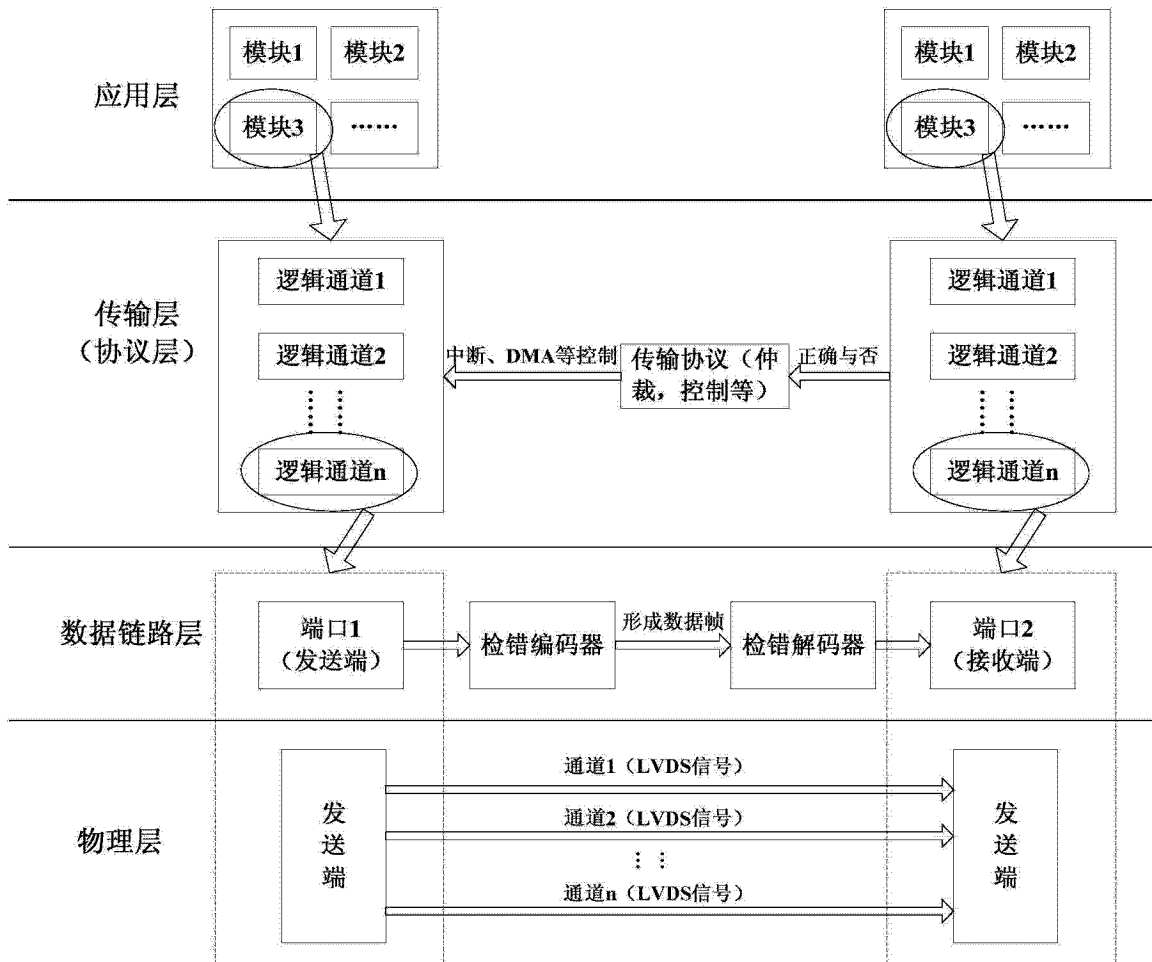 模块1
模块2
模块1
模块2
应用层
模块3
……
模块3
……
逻辑通道1
逻辑通道1
传输层
（协议层）
逻辑通道2
中断、DMA等控制
传输协议（仲
裁，控制等）
正确与否
逻辑通道2
逻辑通道n
逻辑通道n
数据链路层
端口1
（发送端）
检错编码器
形成数据帧
检错解码器
端口2
（接收端）
物理层
发
送
端
通道1（LVDS信号）
通道2（LVDS信号）
通道n（LVDS信号）
发
送
端